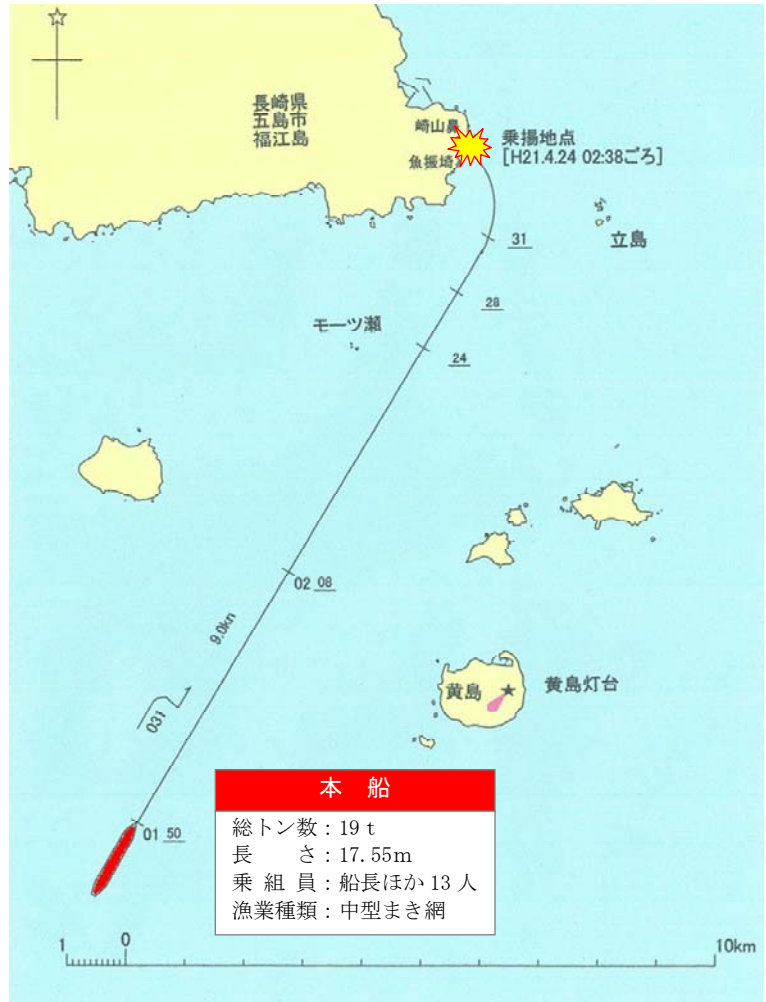 長崎県
五島市
福江島
崎山鼻
魚振埼
乗揚地点
[H21.4.24 02:38ごろ]
31
立島
28
モーツ瀬
24
02 08
9.0kn
031
黄島
黄島灯台
01 50
本 船
総トン数：19 t
長 さ：17.55m
乗 組 員：船長ほか 13 人
漁業種類：中型まき網
1 0 10km